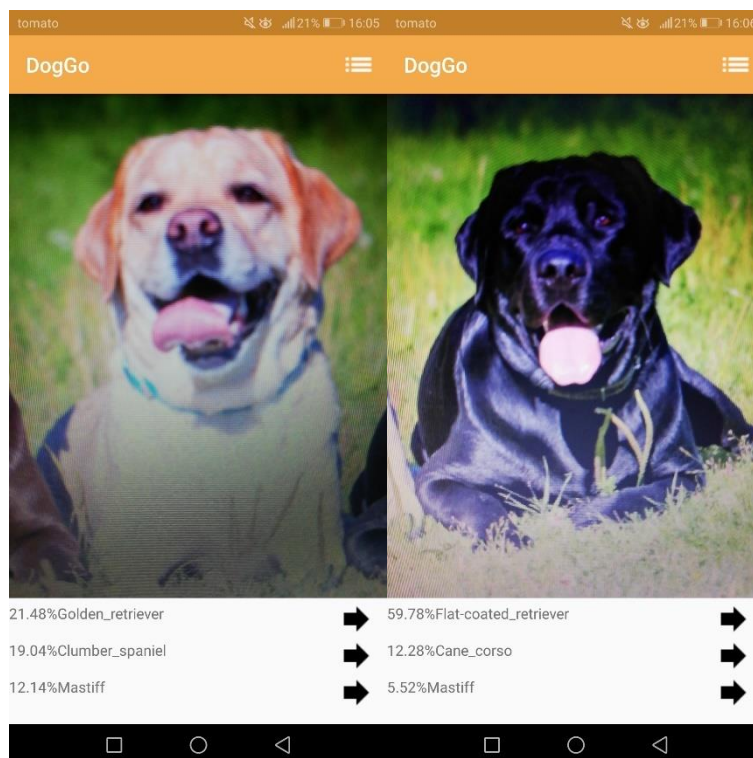 tomato 21% 16:05
DogGo
21.48%Golden_retriever
19.04%Clumber_spaniel
12.14%Mastiff
tomato 21% 16:06
DogGo
59.78%Flat-coated_retriever
12.28%Cane_corso
5.52%Mastiff